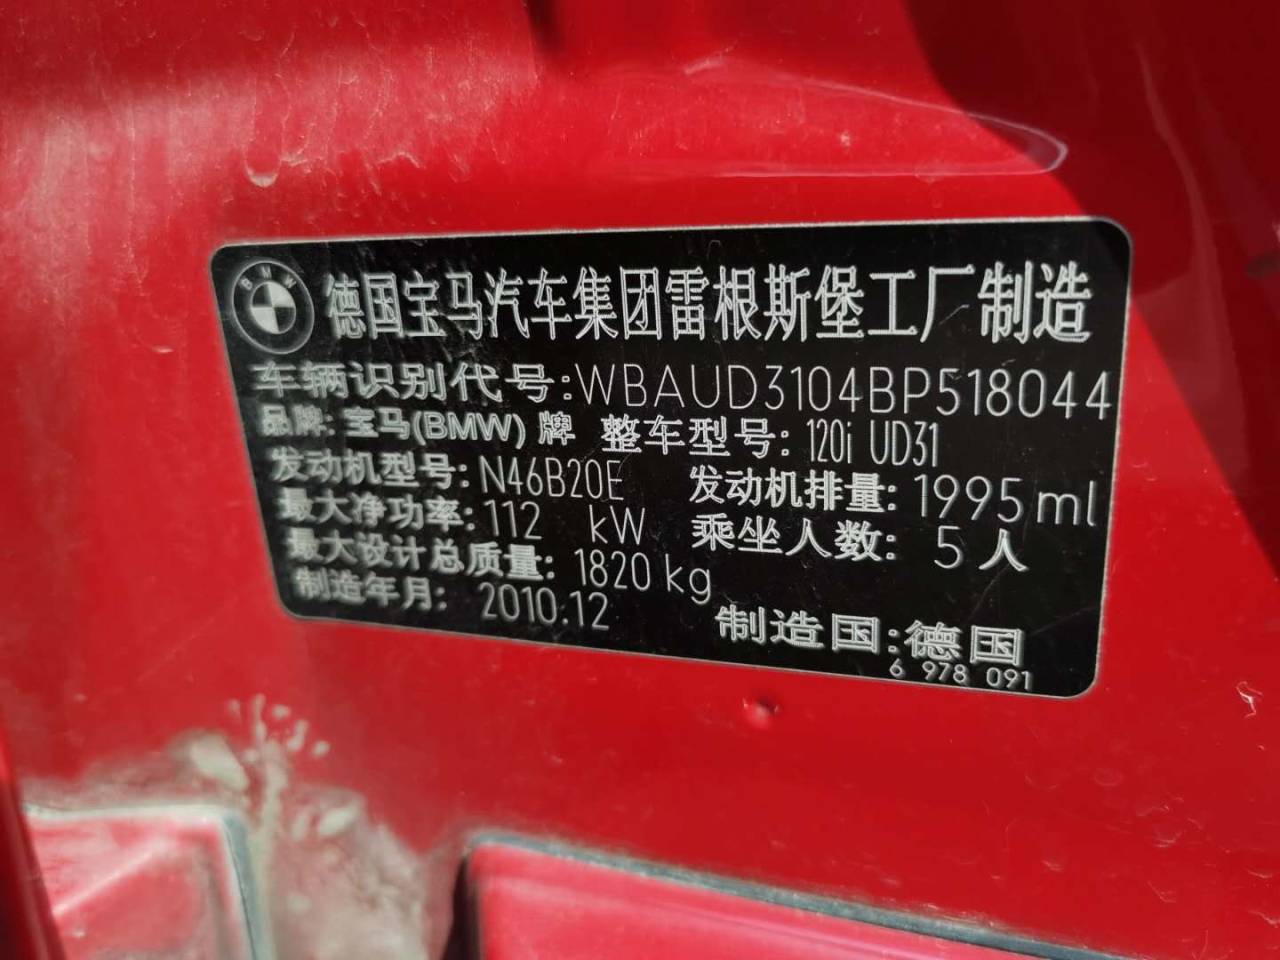 BMW
德国宝马汽车集团雷根斯堡工厂制造
车辆识别代号:WBAUD3104BP518044
品牌: 宝马(BMW) 牌 整车型号: 120i UD31
发动机型号: N46B20E 发动机排量: 1995 ml
最大净功率: 112 kW 乘坐人数: 5 人
最大设计总质量: 1820 kg
制造年月: 2010.12 制造国: 德国
6 978 091